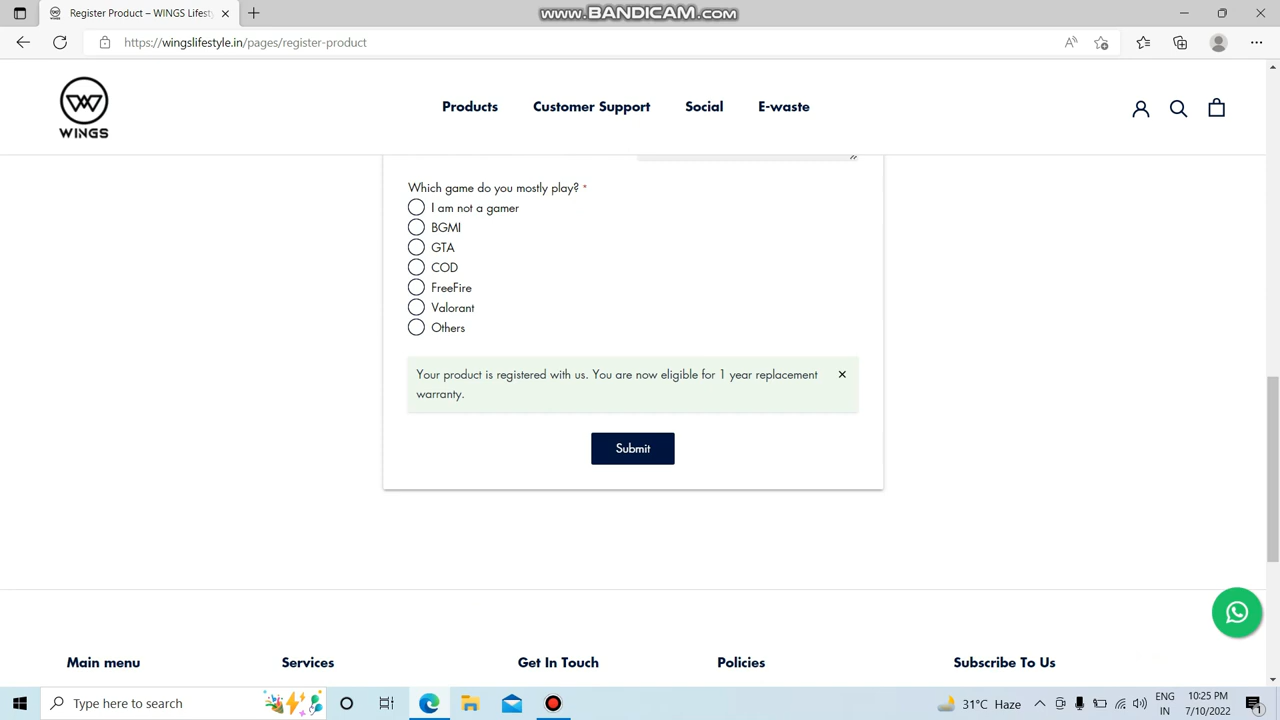 Register Product – WINGS Lifest
www.BANDICAM.com
https://wingslifestyle.in/pages/register-product
WINGS
Products Customer Support Social E-waste
Which game do you mostly play? *
I am not a gamer
BGMI
GTA
COD
FreeFire
Valorant
Others
Your product is registered with us. You are now eligible for 1 year replacement
warranty.
Submit
Main menu Services Get In Touch Policies Subscribe To Us
Type here to search
31°C Haze
ENG
IN
10:25 PM
7/10/2022
1